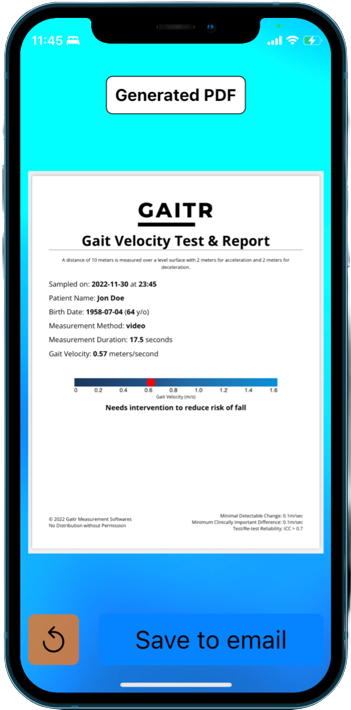 11:45
Generated PDF
GAITR
Gait Velocity Test & Report
A distance of 10 meters is measured over a level surface with 2 meters for acceleration and 2 meters for
deceleration.
Sampled on: 2022-11-30 at 23:45
Patient Name: Jon Doe
Birth Date: 1958-07-04 (64 y/o)
Measurement Method: video
Measurement Duration: 17.5 seconds
Gait Velocity: 0.57 meters/second
0 0.2 0.4 0.6 0.8 1.0 1.2 1.4 1.6
Gait Velocity (m/s)
Needs intervention to reduce risk of fall
© 2022 Gaitr Measurement Softwares
No Distribution without Permission
Minimal Detectable Change: 0.1m/sec
Minimum Clinically Important Difference: 0.1m/sec
Test/Re-test Reliability: ICC > 0.7
Save to email